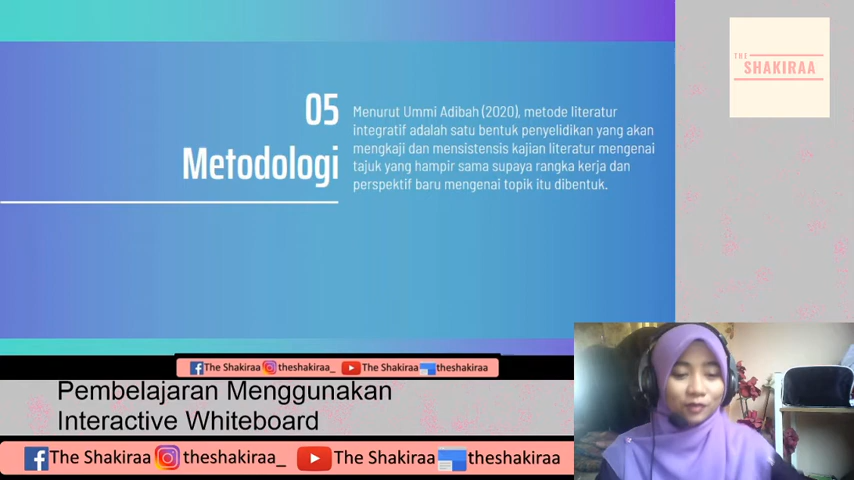 05
Metodologi
Menurut Ummi Adibah (2020), metode literatur
integratif adalah satu bentuk penyelidikan yang akan
mengkaji dan mensistensis kajian literatur mengenai
tajuk yang hampir sama supaya rangka kerja dan
perspektif baru mengenai topik itu dibentuk.
THE
SHAKIRAA
The Shakiraa theshakiraa_ The Shakiraa theshakiraa
Pembelajaran Menggunakan
Interactive Whiteboard
The Shakiraa theshakiraa_ The Shakiraa theshakiraa